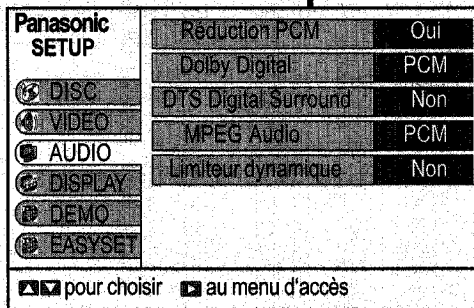 Panasonic
SETUP
DISC
VIDEO
AUDIO
DISPLAY
DEMO
EASYSET
Réduction PCM Oui
Dolby Digital PCM
DTS Digital Surround Non
MPEG Audio PCM
Limiteur dynamique Non
pour choisir au menu d'accès